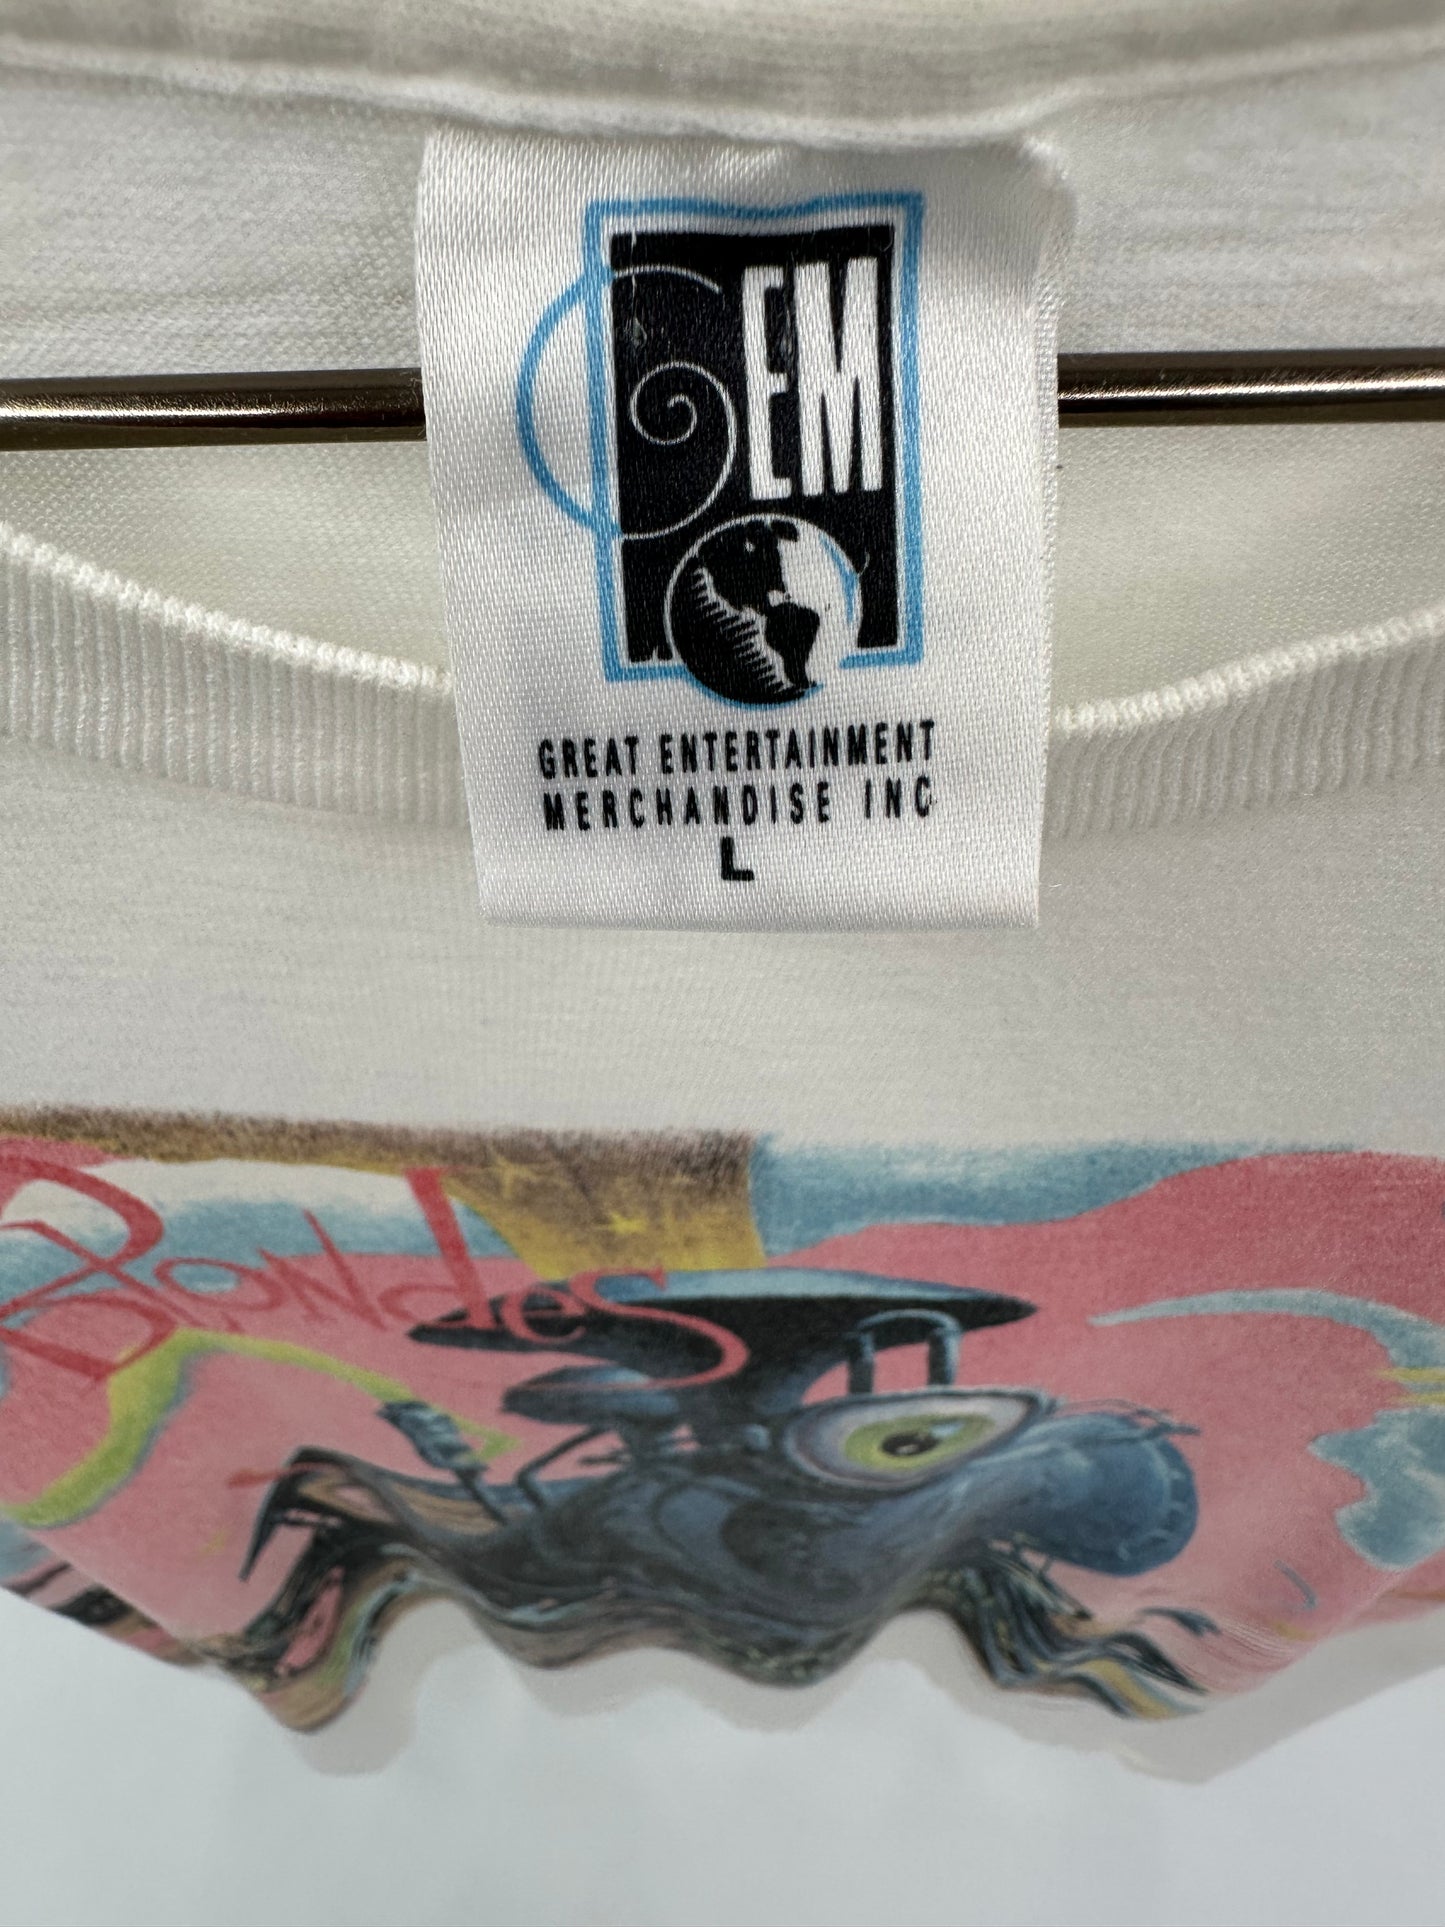 GEM
GREAT ENTERTAINMENT
MERCHANDISE INC
L
BLONdes